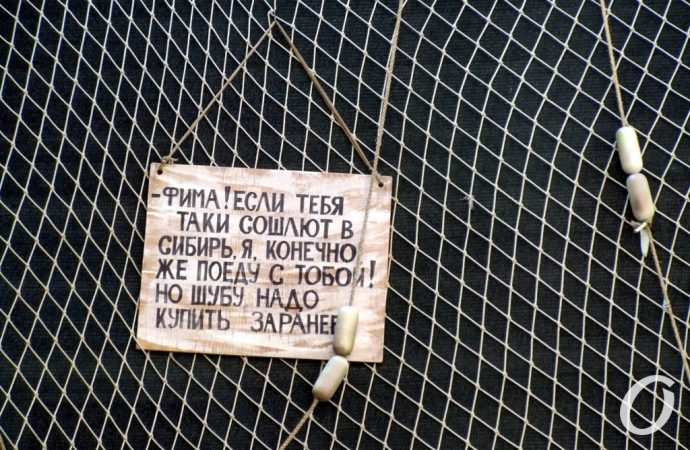 -ФИМА! ЕСЛИ ТЕБЯ
ТАКИ СОШЛЮТ В
СИБИРЬ, Я, КОНЕЧНО
ЖЕ ПОЕДУ С ТОБОЙ!
НО ШУБУ НАДО
КУПИТЬ ЗАРАНЕЕ